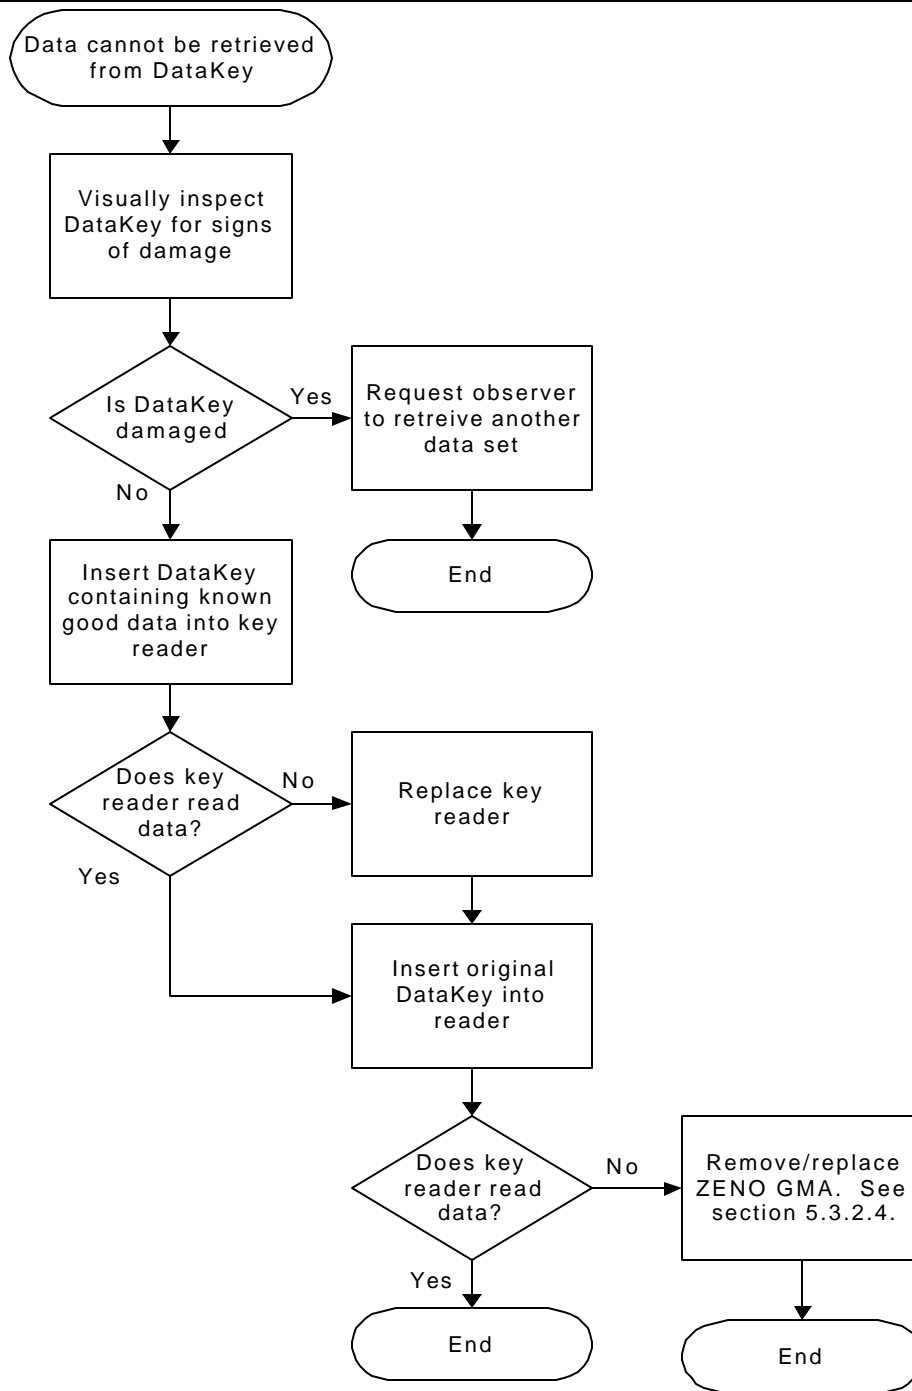 Data cannot be retrieved
from DataKey
Visually inspect
DataKey for signs
of damage
Is DataKey
damaged
Yes
Request observer
to retreive another
data set
No
End
Insert DataKey
containing known
good data into key
reader
Does key
reader read
data?
No
Replace key
reader
Yes
Insert original
DataKey into
reader
Does key
reader read
data?
No
Remove/replace
ZENO GMA. See
section 5.3.2.4.
Yes
End
End